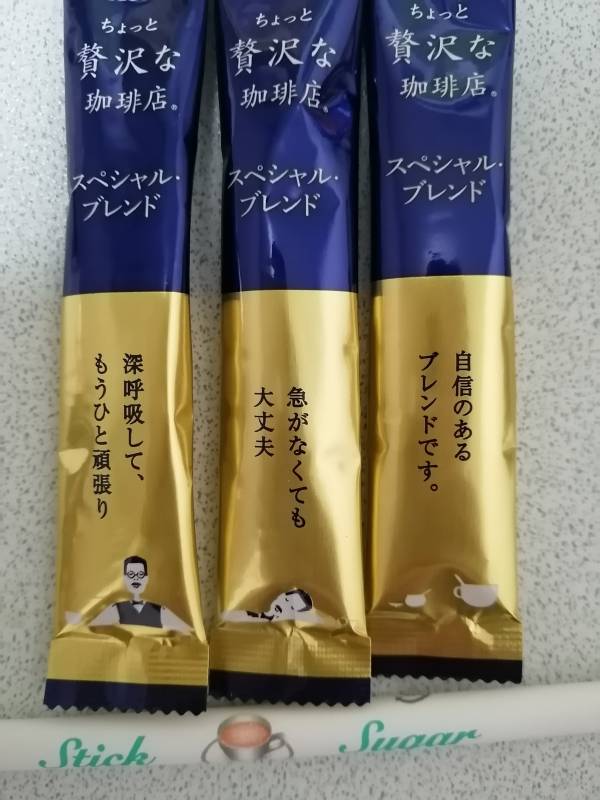 ちょっと
贅沢な
珈琲店®
スペシャル・
ブレンド
深呼吸して、
もうひと頑張り
ちょっと
贅沢な
珈琲店®
スペシャル・
ブレンド
急がなくても
大丈夫
ちょっと
贅沢な
珈琲店®
スペシャル・
ブレンド
自信のある
ブレンドです。
Stick Sugar